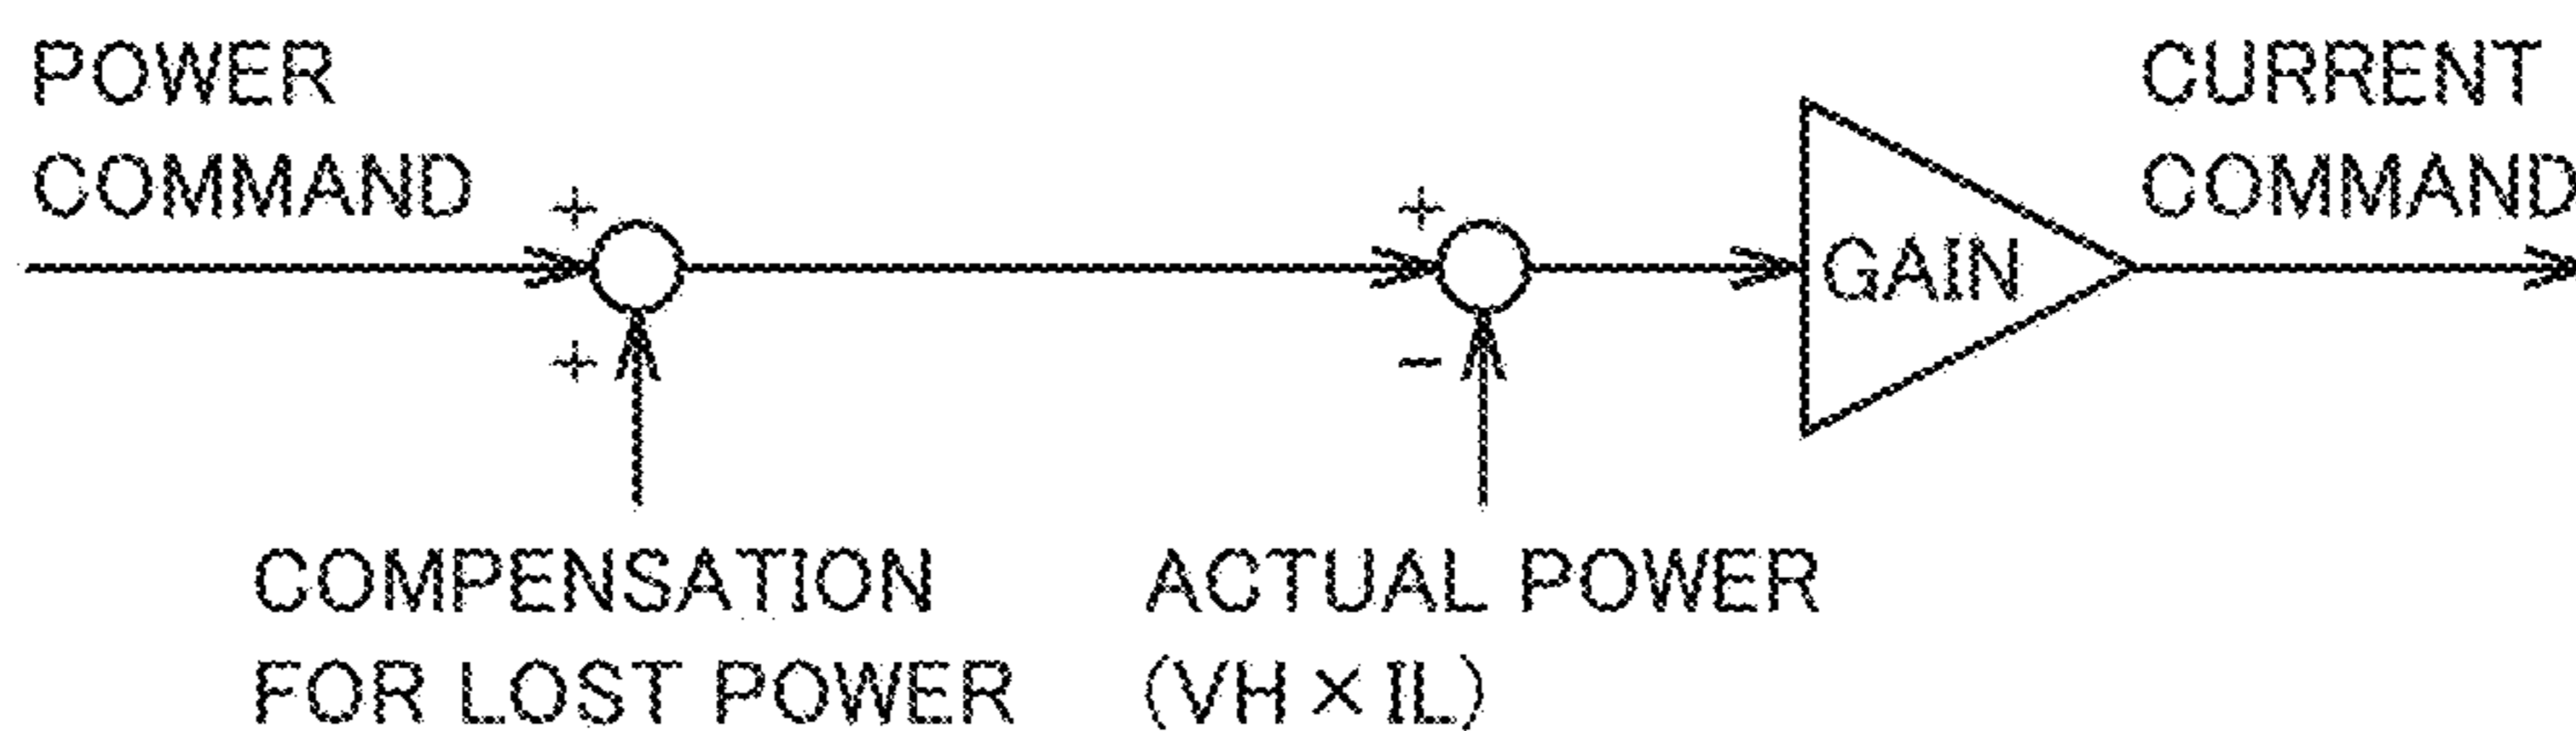 POWER
COMMAND
+
+
COMPENSATION
FOR LOST POWER
+
−
ACTUAL POWER
(VH × IL)
GAIN
CURRENT
COMMAND